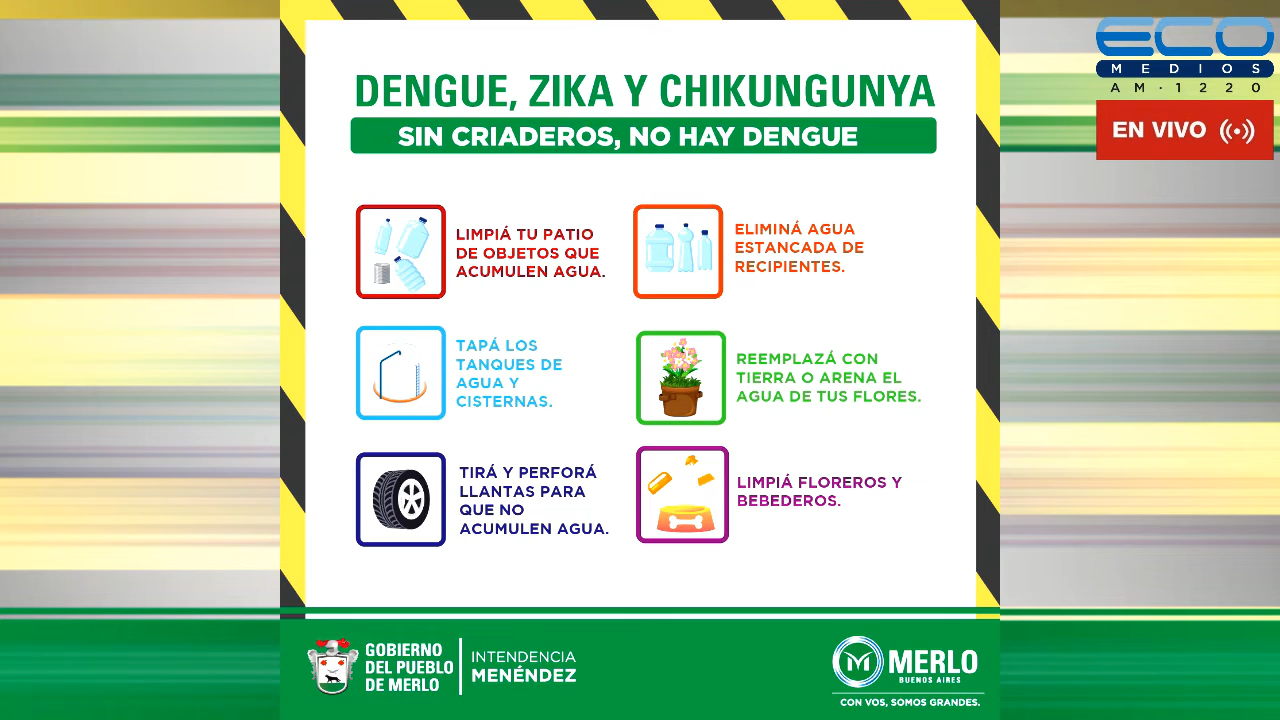 ECO
MEDIOS
AM·1220
EN VIVO
DENGUE, ZIKA Y CHIKUNGUNYA
SIN CRIADEROS, NO HAY DENGUE
LIMPIÁ TU PATIO
DE OBJETOS QUE
ACUMULEN AGUA.
ELIMINÁ AGUA
ESTANCADA DE
RECIPIENTES.
TAPÁ LOS
TANQUES DE
AGUA Y
CISTERNAS.
REEMPLAZÁ CON
TIERRA O ARENA EL
AGUA DE TUS FLORES.
TIRÁ Y PERFORÁ
LLANTAS PARA
QUE NO
ACUMULEN AGUA.
LIMPIÁ FLOREROS Y
BEBEDEROS.
GOBIERNO
DEL PUEBLO
DE MERLO
INTENDENCIA
MENÉNDEZ
MERLO
BUENOS AIRES
CON VOS, SOMOS GRANDES.